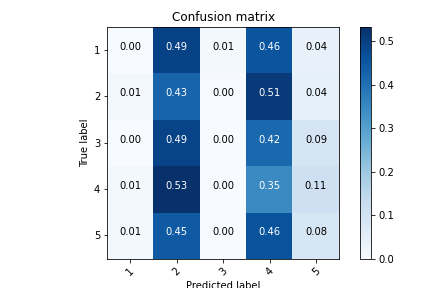 Confusion matrix
True label
1 0.00 0.49 0.01 0.46 0.04
2 0.01 0.43 0.00 0.51 0.04
3 0.00 0.49 0.00 0.42 0.09
4 0.01 0.53 0.00 0.35 0.11
5 0.01 0.45 0.00 0.46 0.08
1 2 3 4 5
Predicted label
0.5
0.4
0.3
0.2
0.1
0.0